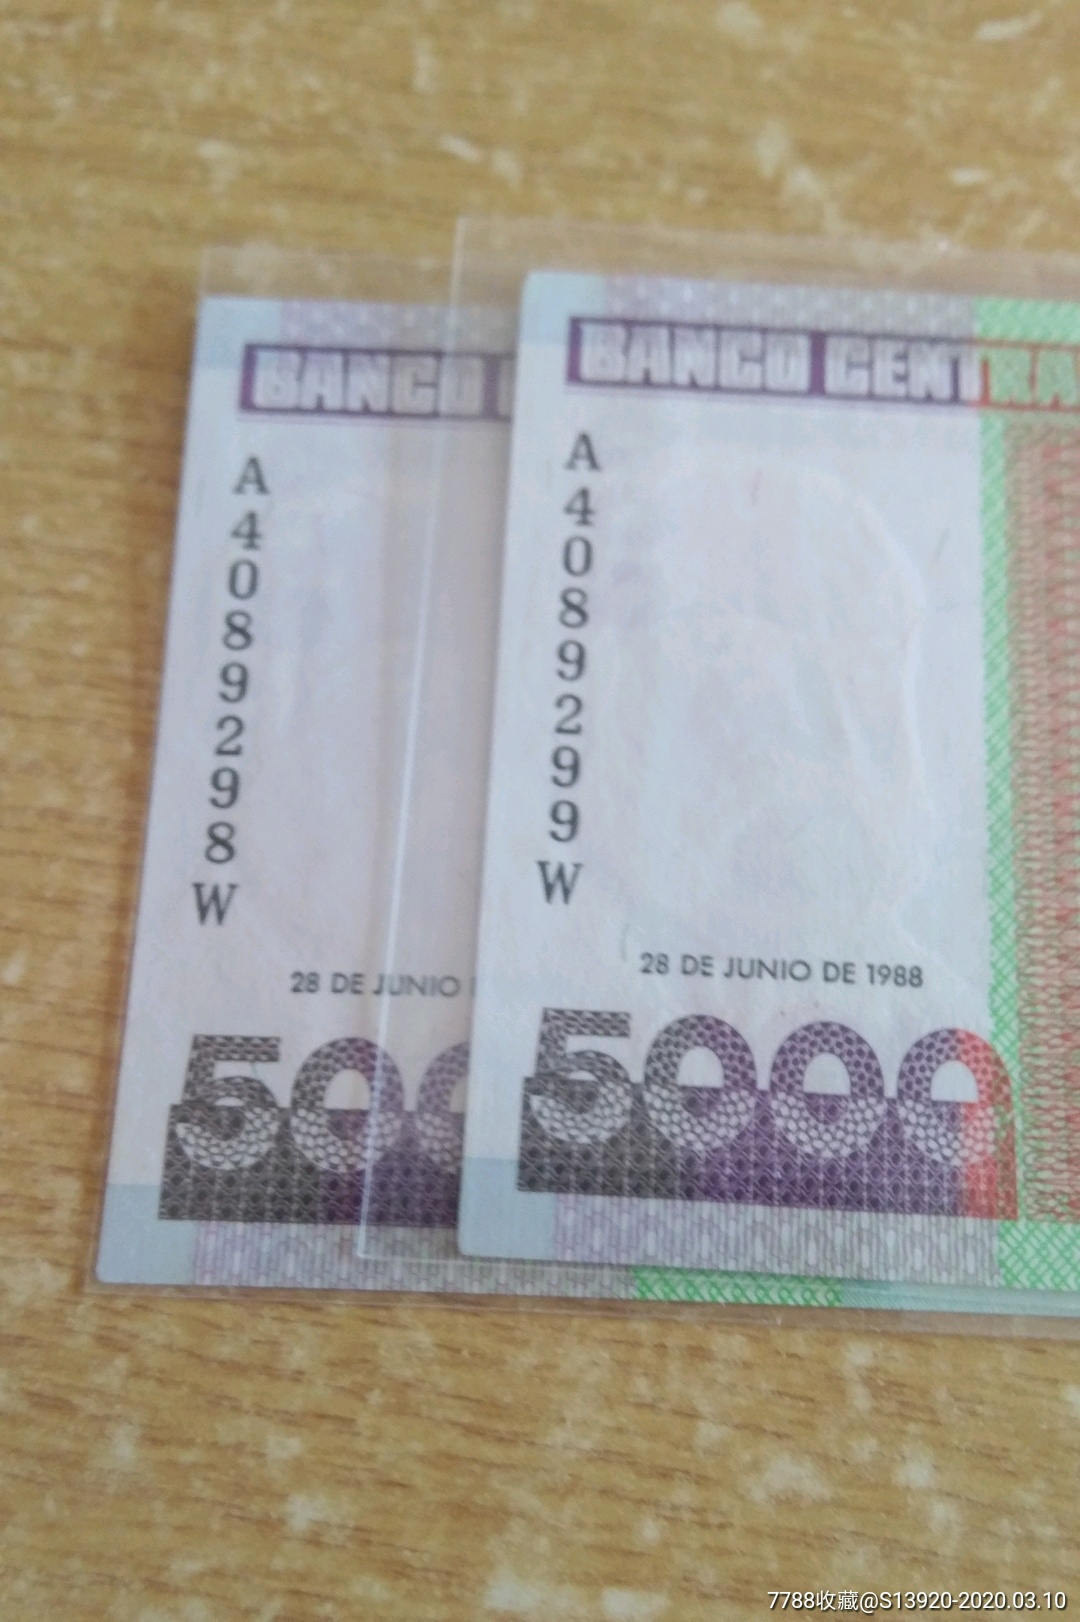 BANCO
A
4
0
8
9
2
9
8
W
28 DE JUNIO
BANCO CENTRA
A
4
0
8
9
2
9
9
W
28 DE JUNIO DE 1988
5000
7788收藏@S13920-2020.03.10